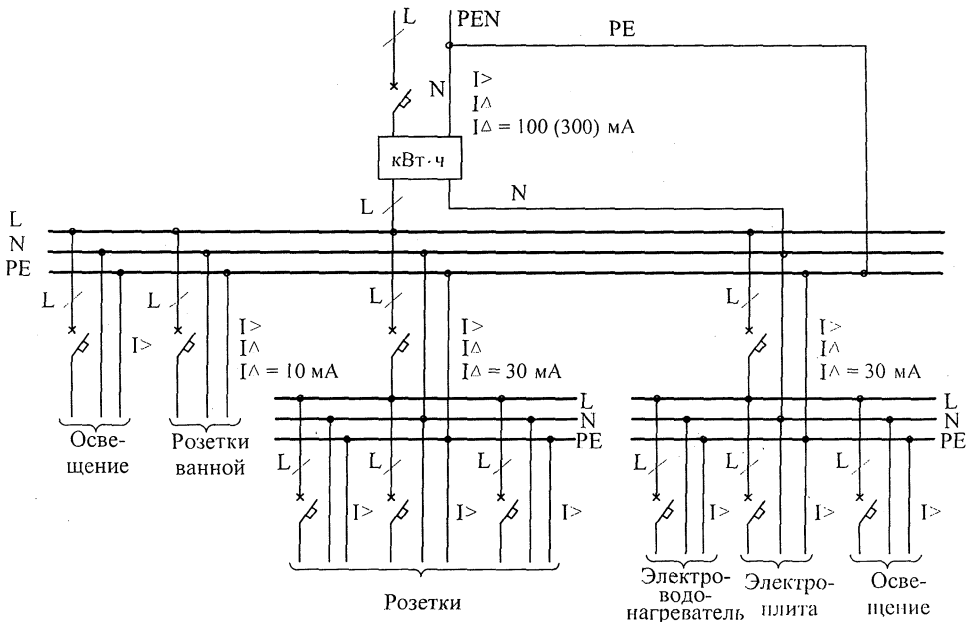 L
PEN
PE
N
I>
I△
I△ = 100 (300) мА
кВт·ч
L
N
L
N
PE
L
L
L
L
I>
I>
I^
I^ = 10 мА
I>
I△
I△ = 30 мА
I>
I^
I^ = 30 мА
Осве-
щение
Розетки
ванной
L
N
PE
L
N
PE
L
L
L
L
L
L
I>
I>
I>
I>
I>
I>
Розетки
Электро-
водо-
нагреватель
Электро-
плита
Осве-
щение